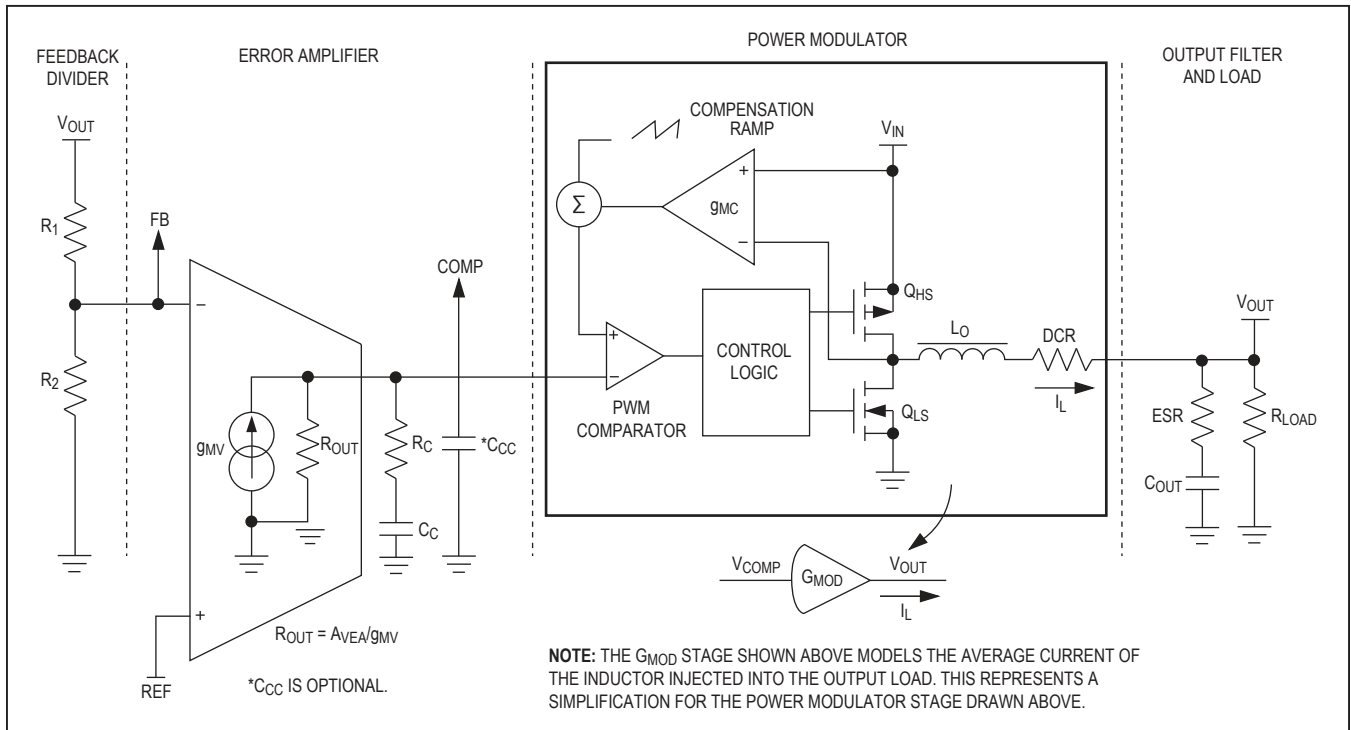 FEEDBACK
DIVIDER
ERROR AMPLIFIER
POWER MODULATOR
OUTPUT FILTER
AND LOAD
VOUT
R1
FB
R2
gMV
ROUT
RC
CC
COMP
*CCC
−
+
REF
ROUT = AVEA/gMV
*CCC IS OPTIONAL.
COMPENSATION
RAMP
Σ
gMC
+
−
VIN
+
−
PWM
COMPARATOR
CONTROL
LOGIC
QHS
QLS
LO
DCR
IL
VOUT
ESR
COUT
RLOAD
VCOMP
GMOD
VOUT
IL
NOTE: THE GMOD STAGE SHOWN ABOVE MODELS THE AVERAGE CURRENT OF
THE INDUCTOR INJECTED INTO THE OUTPUT LOAD. THIS REPRESENTS A
SIMPLIFICATION FOR THE POWER MODULATOR STAGE DRAWN ABOVE.